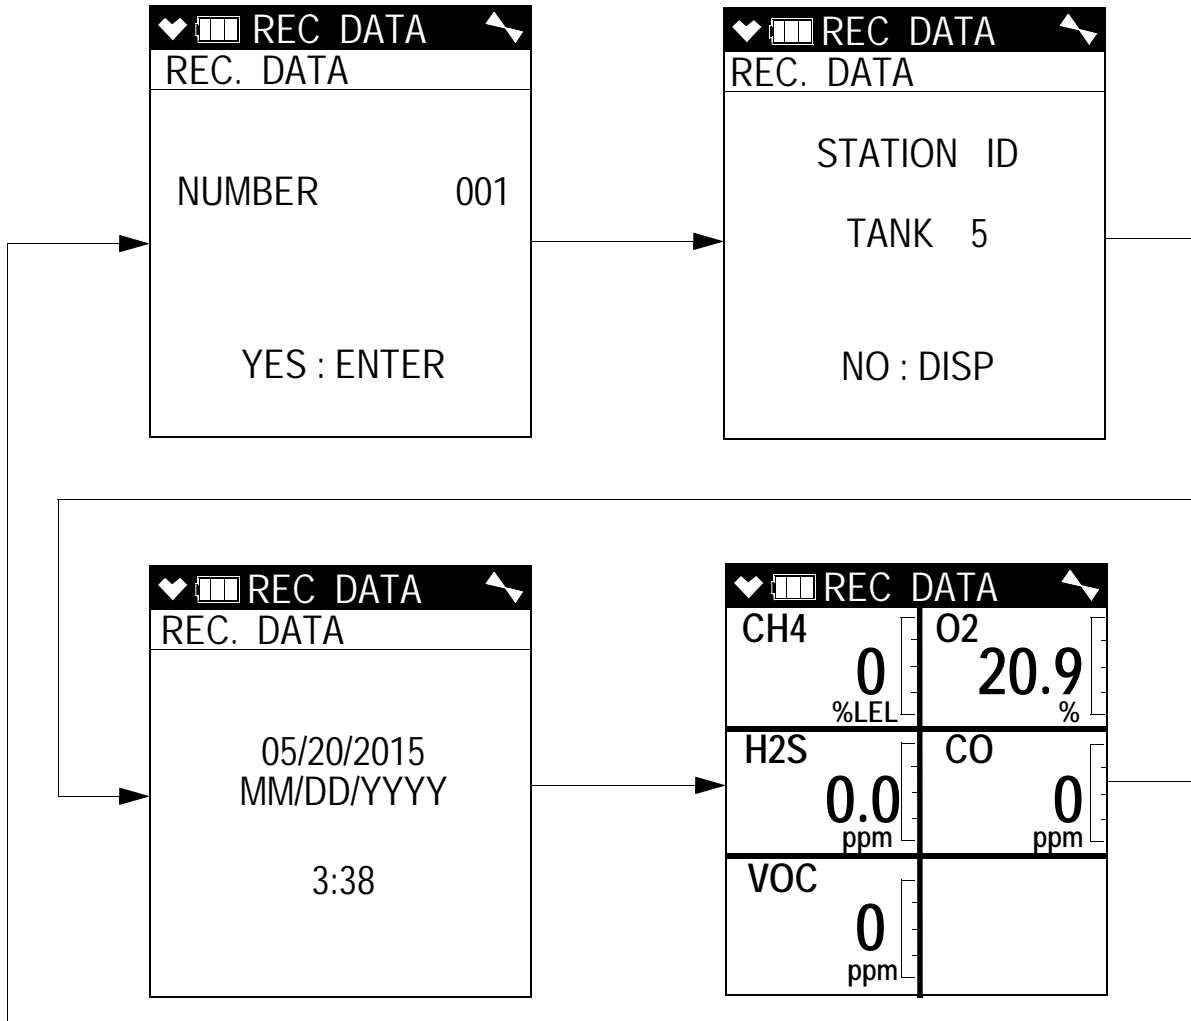 REC DATA
REC. DATA
NUMBER 001
YES : ENTER
REC DATA
REC. DATA
STATION ID
TANK 5
NO : DISP
REC DATA
REC. DATA
05/20/2015
MM/DD/YYYY
3:38
REC DATA
CH4 O2
0 20.9
%LEL %
H2S CO
0.0 0
ppm ppm
VOC
0
ppm